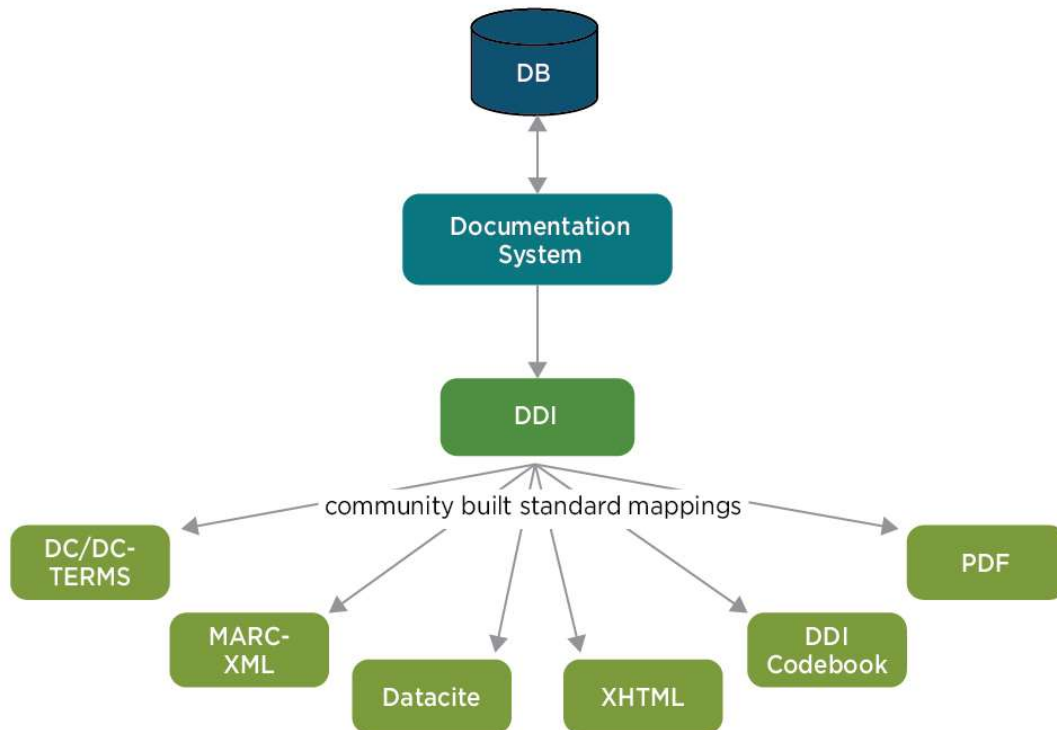 DB
Documentation
System
DDI
community built standard mappings
DC/DC-
TERMS
PDF
MARC-
XML
DDI
Codebook
Datacite
XHTML